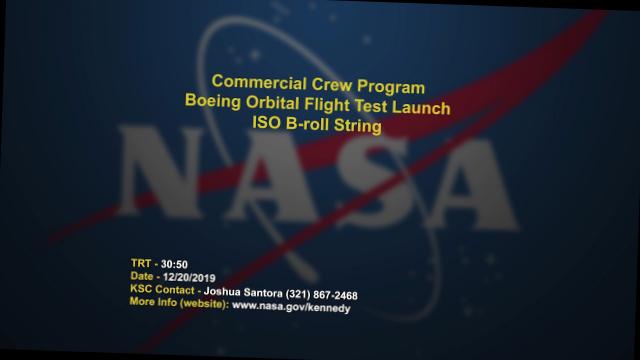 Commercial Crew Program
Boeing Orbital Flight Test Launch
ISO B-roll String
NASA
TRT - 30:50
Date - 12/20/2019
KSC Contact - Joshua Santora (321) 867-2468
More Info (website): www.nasa.gov/kennedy